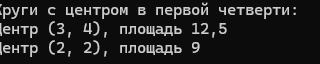 Круги с центром в первой четверти:
Центр (3, 4), площадь 12,5
Центр (2, 2), площадь 9